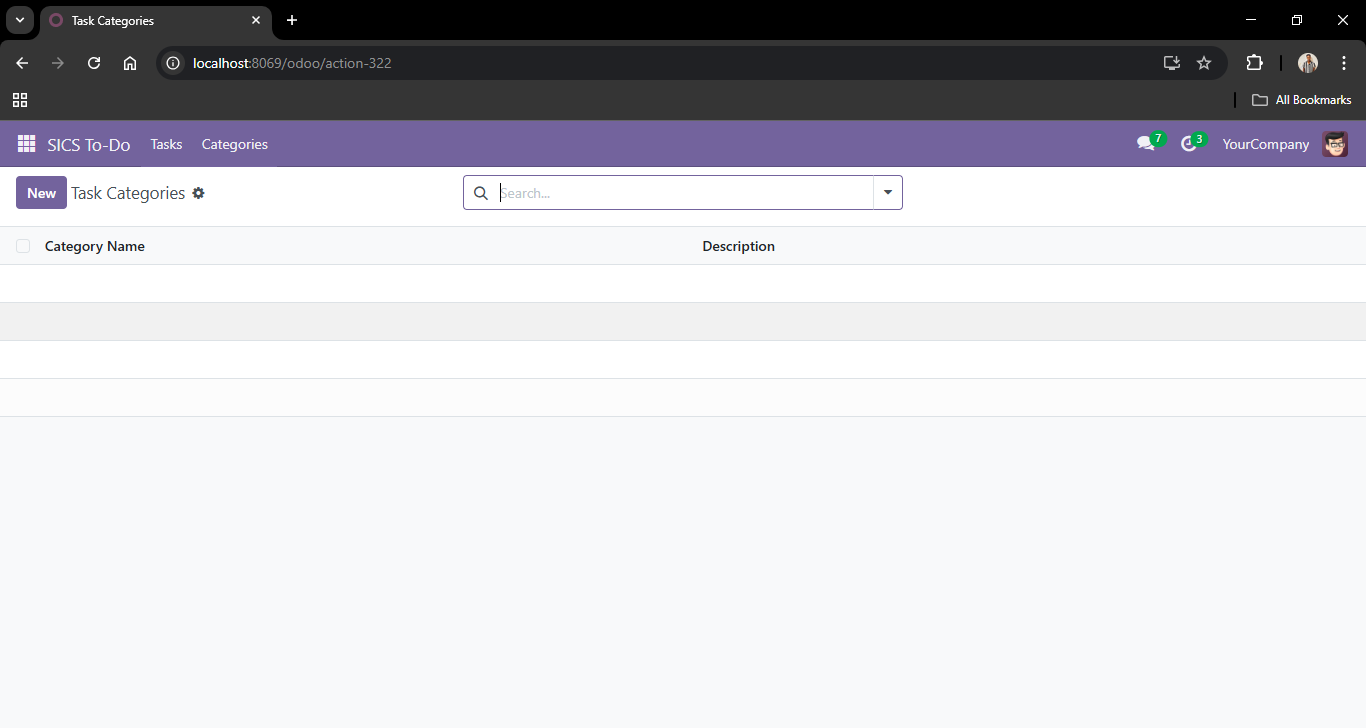 Task Categories
localhost:8069/odoo/action-322
All Bookmarks
SICS To-Do Tasks Categories 7 3 YourCompany
New Task Categories Search...
Category Name Description